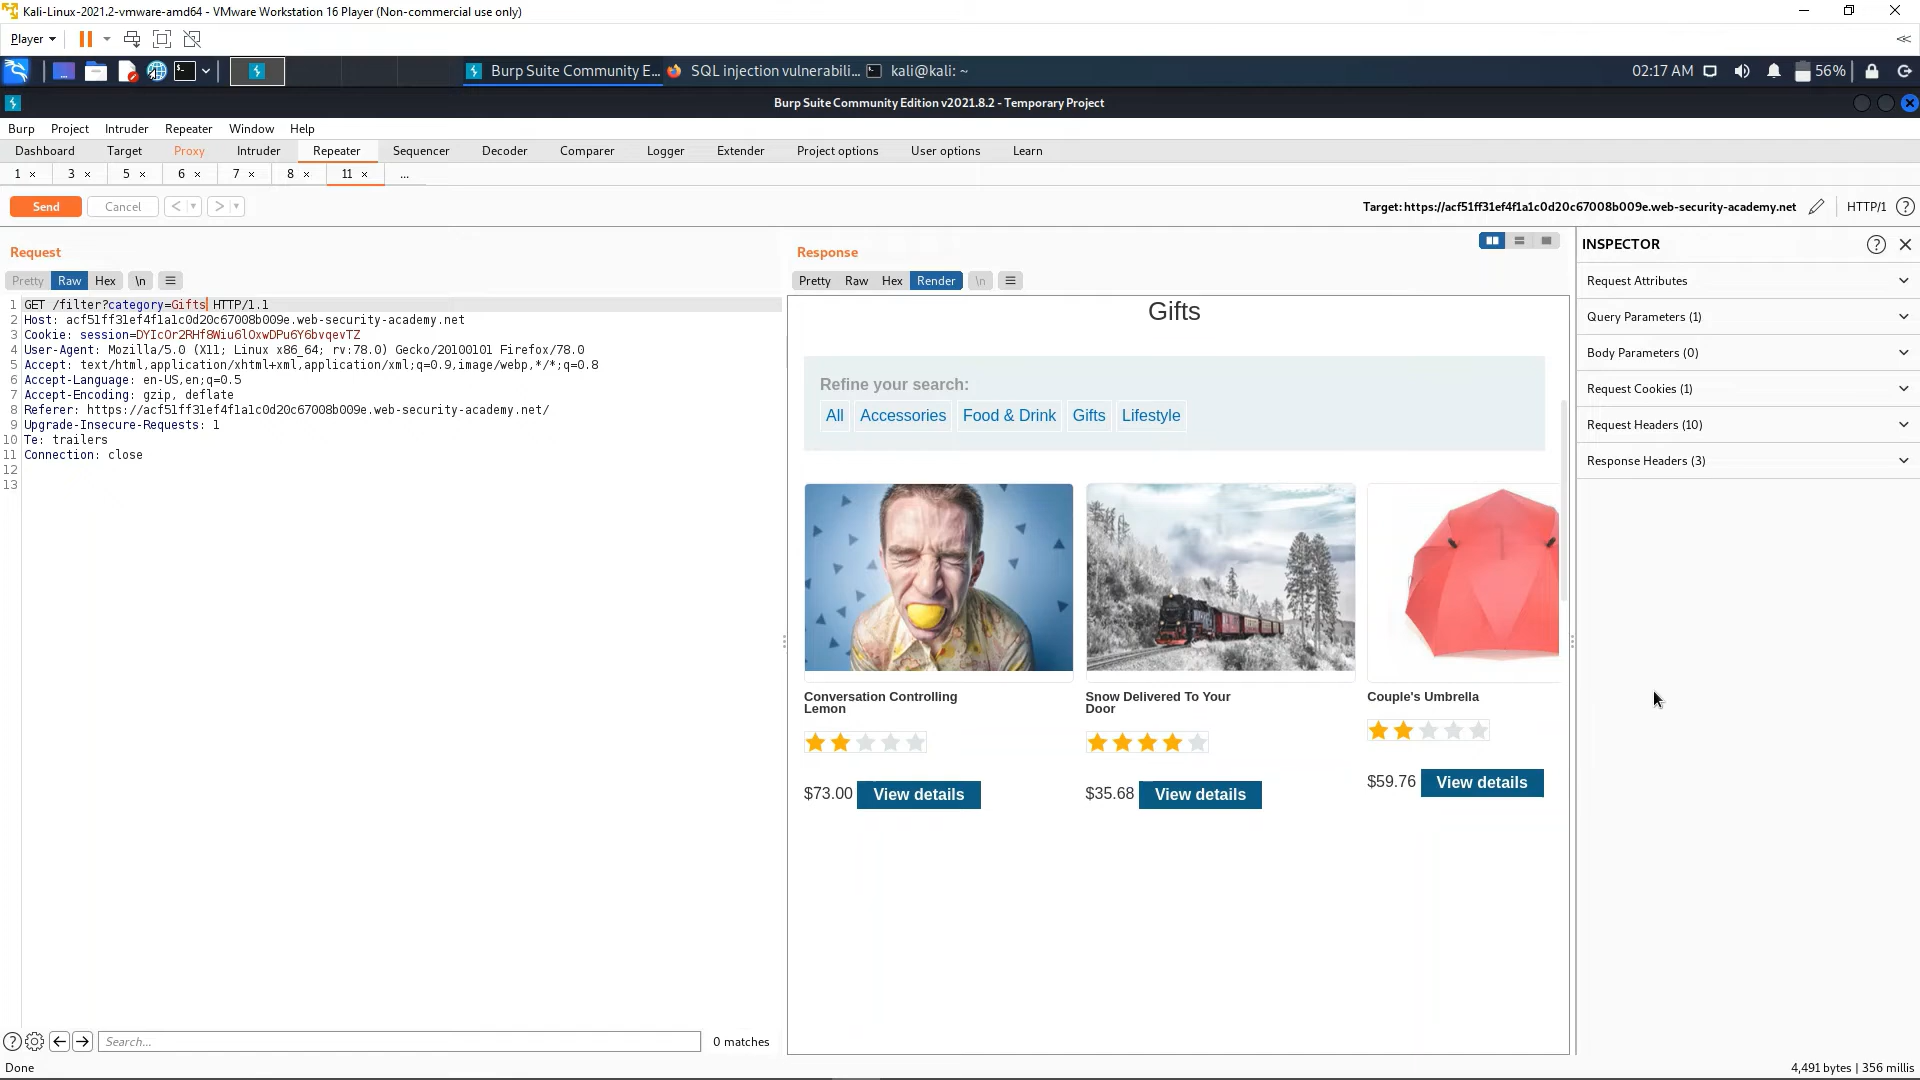 Kali-Linux-2021.2-vmware-amd64 - VMware Workstation 16 Player (Non-commercial use only)
Player
Burp Suite Community E... SQL injection vulnerabili... kali@kali: ~ 02:17 AM 56%
Burp Suite Community Edition v2021.8.2 - Temporary Project
Burp Project Intruder Repeater Window Help
Dashboard Target Proxy Intruder Repeater Sequencer Decoder Comparer Logger Extender Project options User options Learn
1 × 3 × 5 × 6 × 7 × 8 × 11 × ...
Send Cancel < > Target: https://acf51ff31ef4f1a1c0d20c67008b009e.web-security-academy.net HTTP/1 ?
Request
Pretty Raw Hex \n
1 GET /filter?category=Gifts HTTP/1.1
2 Host: acf51ff31ef4f1a1c0d20c67008b009e.web-security-academy.net
3 Cookie: session=DYIcOr2RHf8Wiu6lOxwDPu6Y6bvqevTZ
4 User-Agent: Mozilla/5.0 (X11; Linux x86_64; rv:78.0) Gecko/20100101 Firefox/78.0
5 Accept: text/html,application/xhtml+xml,application/xml;q=0.9,image/webp,*/*;q=0.8
6 Accept-Language: en-US,en;q=0.5
7 Accept-Encoding: gzip, deflate
8 Referer: https://acf51ff31ef4f1a1c0d20c67008b009e.web-security-academy.net/
9 Upgrade-Insecure-Requests: 1
10 Te: trailers
11 Connection: close
12
13
Search... 0 matches
Response
Pretty Raw Hex Render \n
Gifts
Refine your search:
All Accessories Food & Drink Gifts Lifestyle
Conversation Controlling
Lemon
$73.00 View details
Snow Delivered To Your
Door
$35.68 View details
Couple's Umbrella
$59.76 View details
INSPECTOR
Request Attributes
Query Parameters (1)
Body Parameters (0)
Request Cookies (1)
Request Headers (10)
Response Headers (3)
Done 4,491 bytes | 356 millis